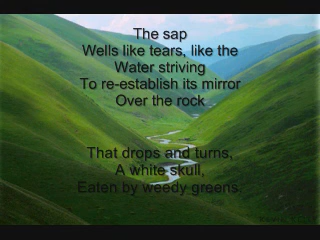 The sap
Wells like tears, like the
Water striving
To re-establish its mirror
Over the rock
That drops and turns,
A white skull,
Eaten by weedy greens.